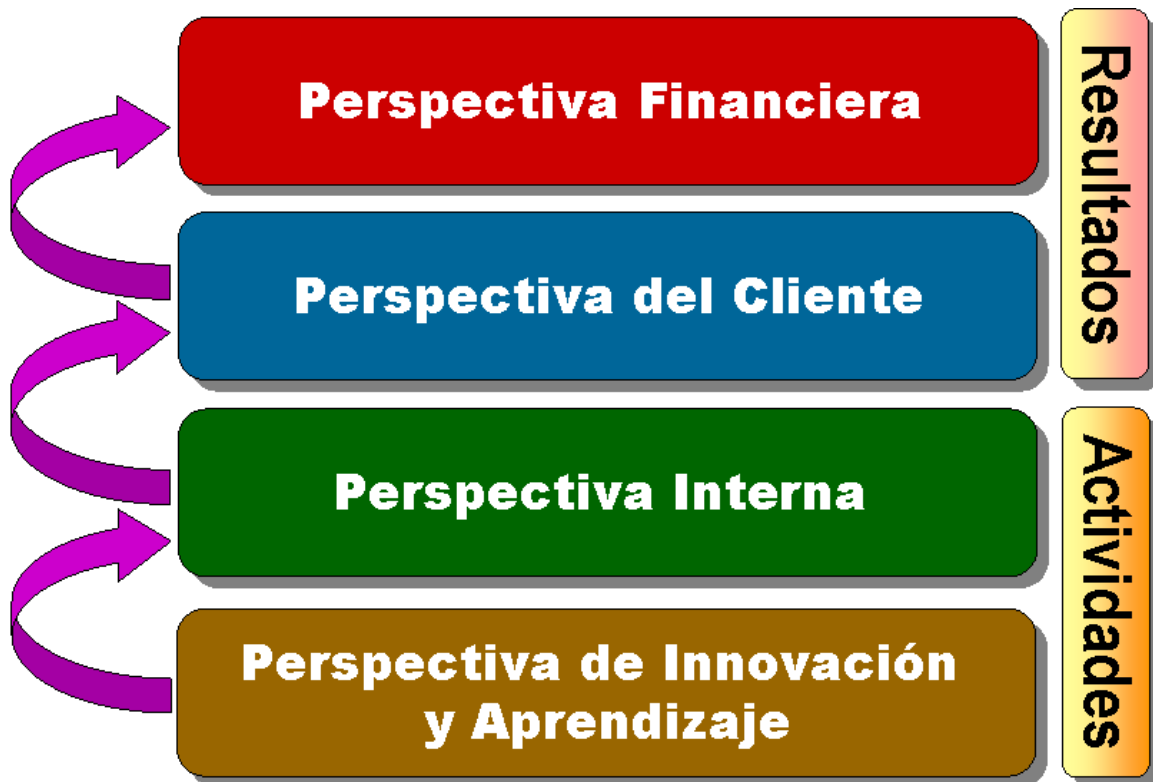 Perspectiva Financiera
Perspectiva del Cliente
Perspectiva Interna
Perspectiva de Innovación
y Aprendizaje
Resultados
Actividades